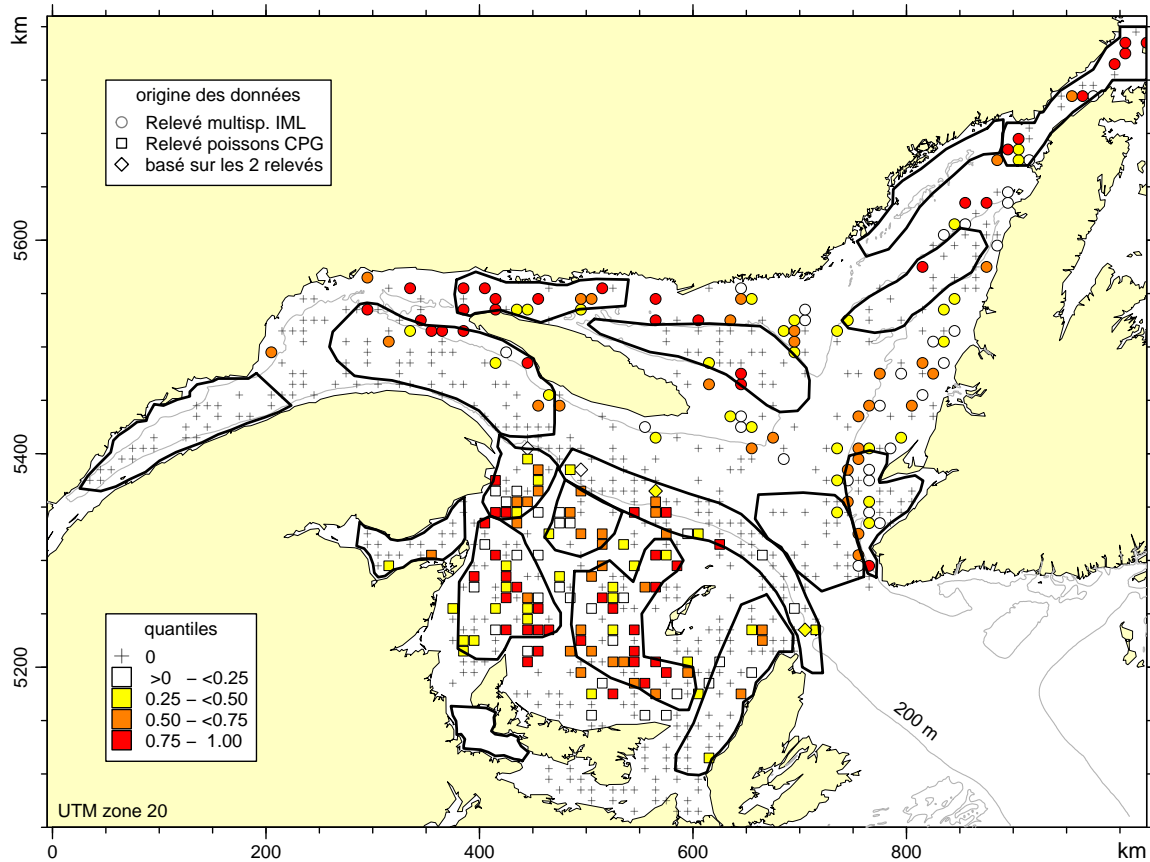 km
5600
5400
5200
origine des données
Relevé multisp. IML
Relevé poissons CPG
basé sur les 2 relevés
quantiles
0
>0 – <0.25
0.25 – <0.50
0.50 – <0.75
0.75 – 1.00
200 m
UTM zone 20
0 200 400 600 800 km